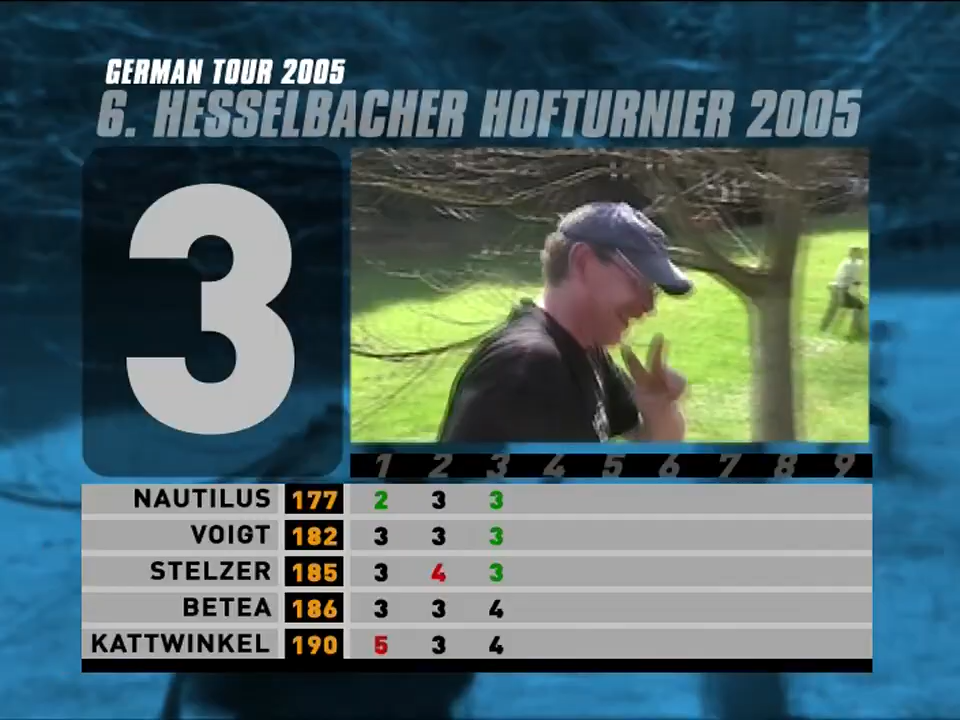 GERMAN TOUR 2005
6. HESSELBACHER HOFTURNIER 2005
3
1 2 3 4 5 6 7 8 9
NAUTILUS 177 2 3 3
VOIGT 182 3 3 3
STELZER 185 3 4 3
BETEA 186 3 3 4
KATTWINKEL 190 5 3 4